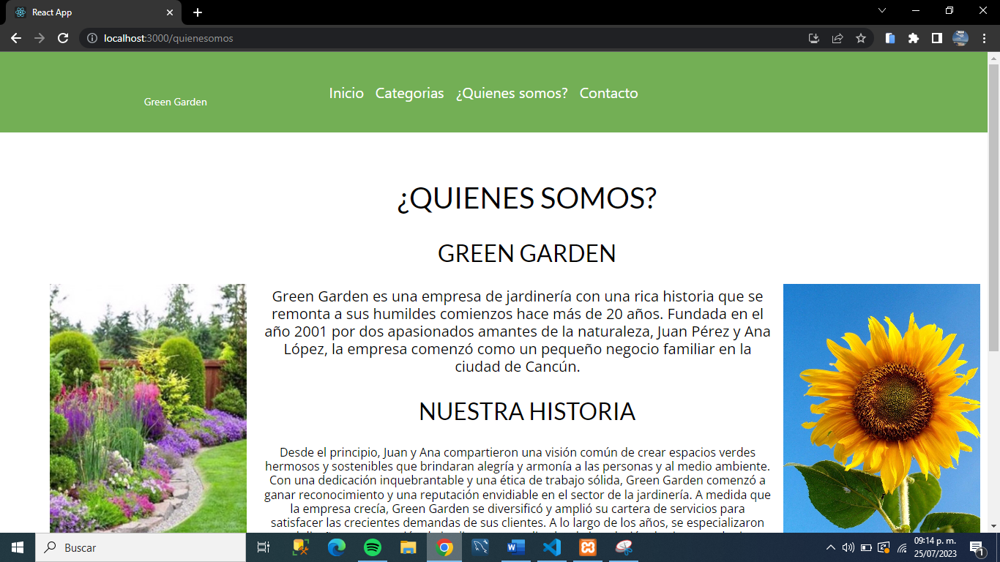 React App
localhost:3000/quienesomos
Green Garden
Inicio Categorias ¿Quienes somos? Contacto
¿QUIENES SOMOS?
GREEN GARDEN
Green Garden es una empresa de jardinería con una rica historia que se
remonta a sus humildes comienzos hace más de 20 años. Fundada en el
año 2001 por dos apasionados amantes de la naturaleza, Juan Pérez y Ana
López, la empresa comenzó como un pequeño negocio familiar en la
ciudad de Cancún.
NUESTRA HISTORIA
Desde el principio, Juan y Ana compartieron una visión común de crear espacios verdes
hermosos y sostenibles que brindaran alegría y armonía a las personas y al medio ambiente.
Con una dedicación inquebrantable y una ética de trabajo sólida, Green Garden comenzó a
ganar reconocimiento y una reputación envidiable en el sector de la jardinería. A medida que
la empresa crecía, Green Garden se diversificó y amplió su cartera de servicios para
satisfacer las crecientes demandas de sus clientes. A lo largo de los años, se especializaron
Buscar
09:14 p. m.
25/07/2023
1